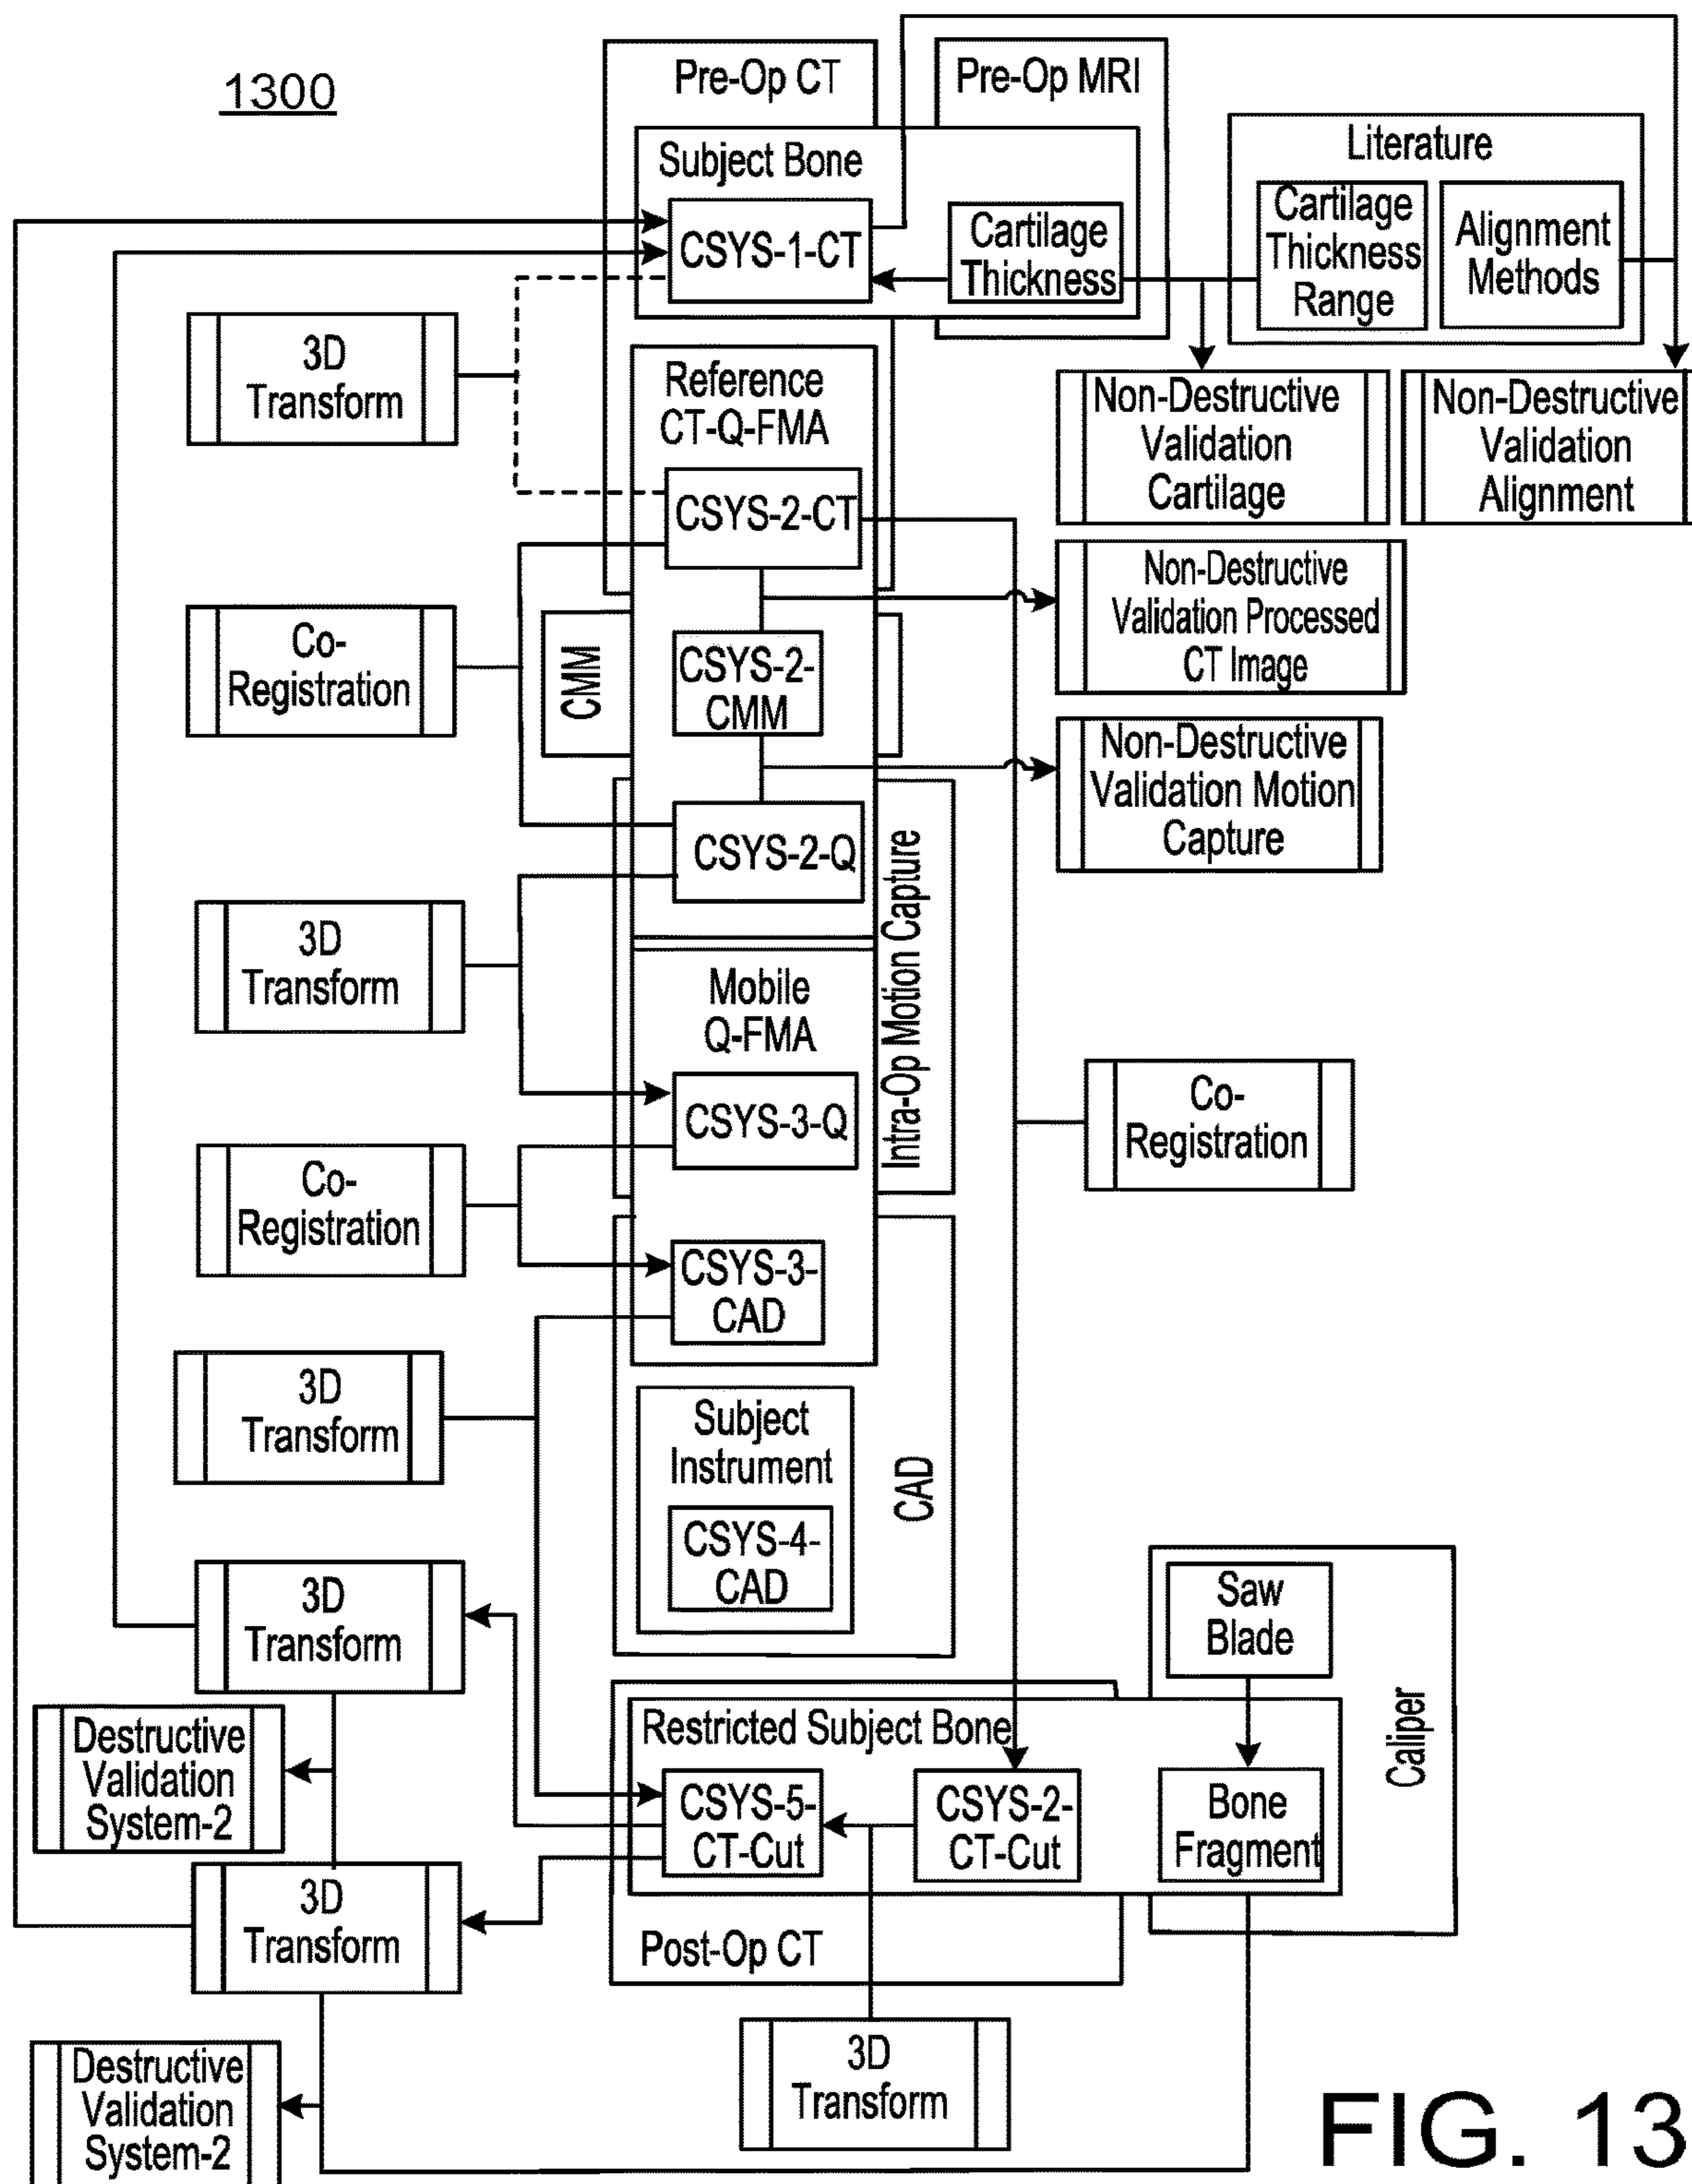 1300
Pre-Op CT
Pre-Op MRI
Subject Bone
CSYS-1-CT
Cartilage
Thickness
Literature
Cartilage
Thickness
Range
Alignment
Methods
3D
Transform
Reference
CT-Q-FMA
CSYS-2-CT
Non-Destructive
Validation
Cartilage
Non-Destructive
Validation
Alignment
Non-Destructive
Validation Processed
CT Image
Co-
Registration
CMM
CSYS-2-
CMM
Non-Destructive
Validation Motion
Capture
CSYS-2-Q
Intra-Op Motion Capture
3D
Transform
Mobile
Q-FMA
CSYS-3-Q
Co-
Registration
Co-
Registration
CSYS-3-
CAD
3D
Transform
Subject
Instrument
CSYS-4-
CAD
CAD
3D
Transform
Saw
Blade
Caliper
Restricted Subject Bone
Destructive
Validation
System-2
CSYS-5-
CT-Cut
CSYS-2-
CT-Cut
Bone
Fragment
3D
Transform
Post-Op CT
3D
Transform
Destructive
Validation
System-2
FIG. 13